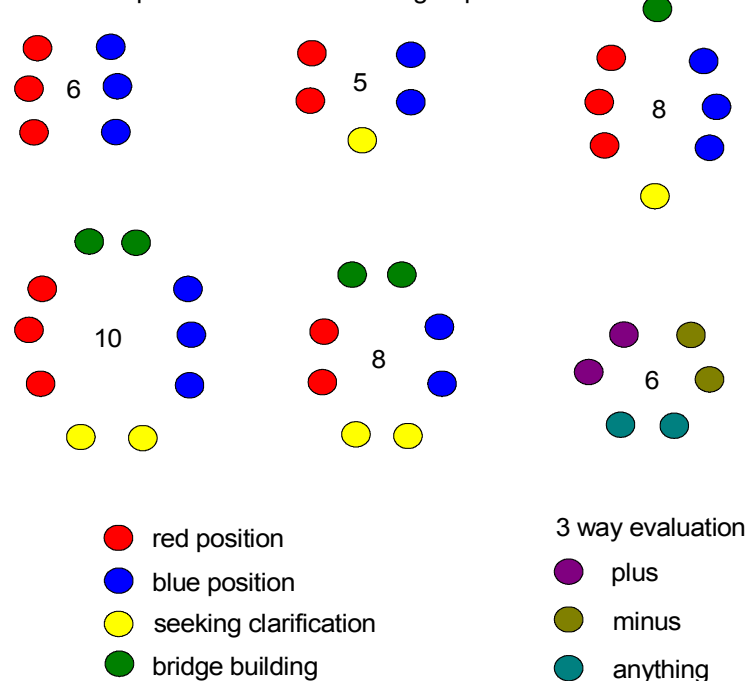 6
5
8
10
8
6
red position
blue position
seeking clarification
bridge building
3 way evaluation
plus
minus
anything